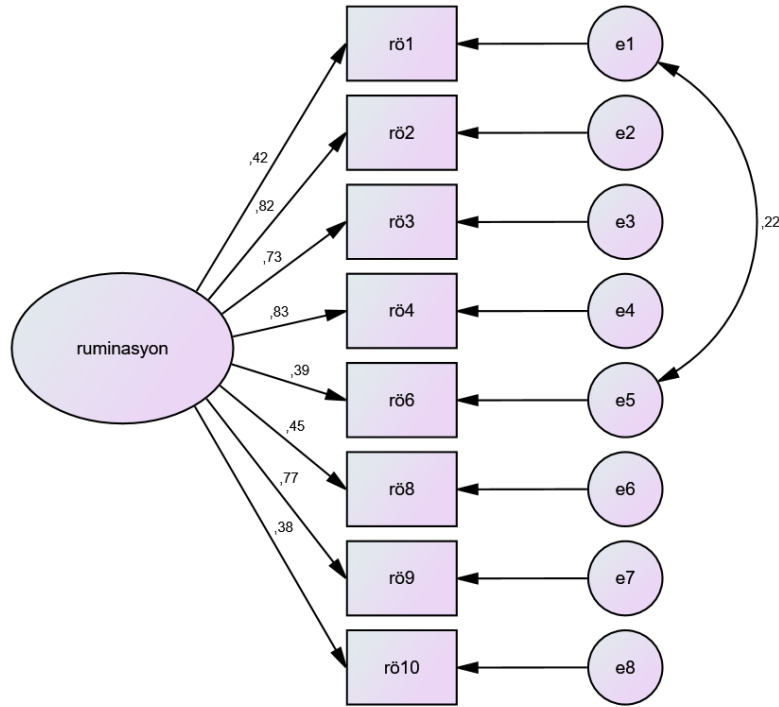 rö1
e1
,42
rö2
e2
,82
rö3
e3
,73
,22
rö4
e4
,83
ruminasyon
,39
rö6
e5
,45
rö8
e6
,77
,38
rö9
e7
rö10
e8